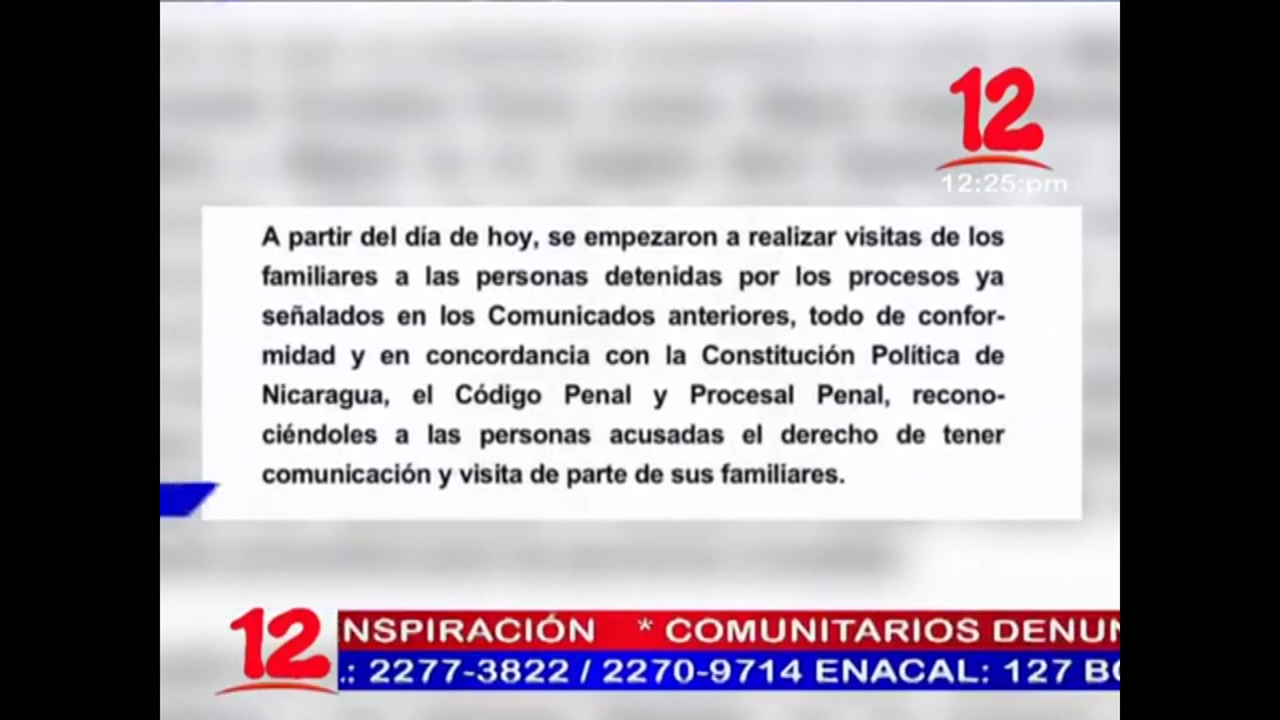 12
12:25:pm
A partir del día de hoy, se empezaron a realizar visitas de los
familiares a las personas detenidas por los procesos ya
señalados en los Comunicados anteriores, todo de confor-
midad y en concordancia con la Constitución Política de
Nicaragua, el Código Penal y Procesal Penal, recono-
ciéndoles a las personas acusadas el derecho de tener
comunicación y visita de parte de sus familiares.
12
NSPIRACIÓN * COMUNITARIOS DENUN
.: 2277-3822 / 2270-9714 ENACAL: 127 BO